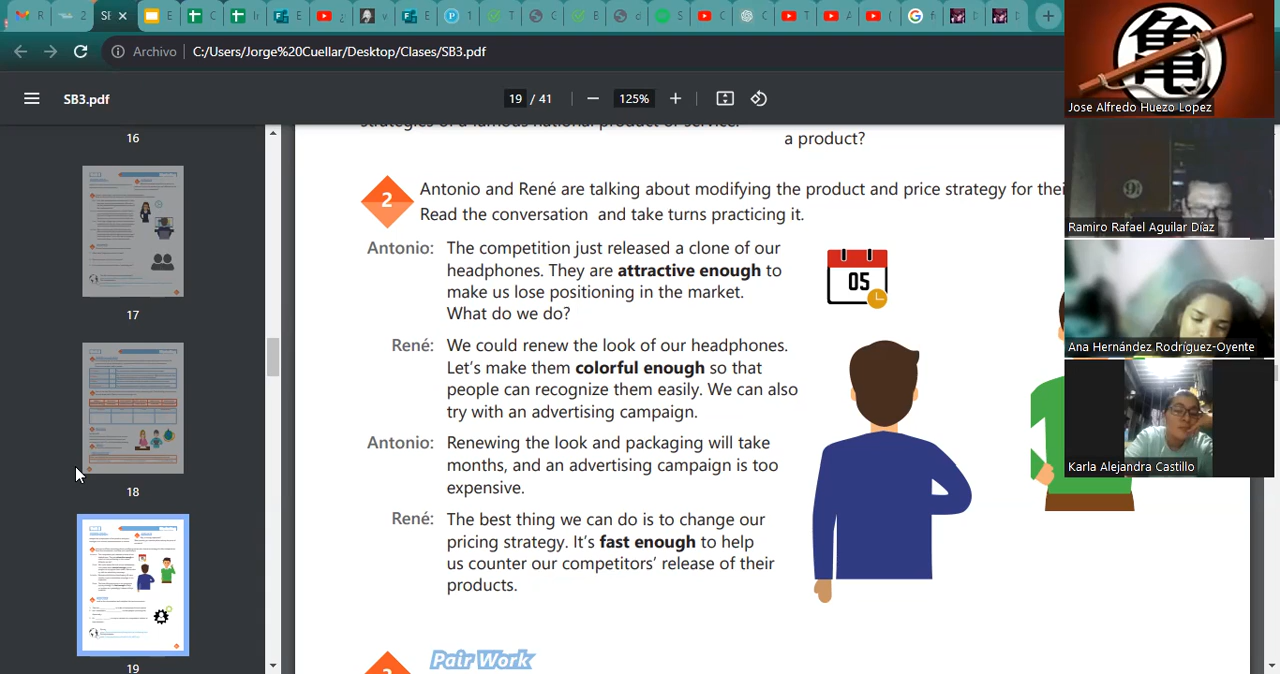 Archivo C:/Users/Jorge%20Cuellar/Desktop/Clases/SB3.pdf
SB3.pdf
19 / 41
125%
16
17
18
19
a product?
2
Antonio and René are talking about modifying the product and price strategy for thei
Read the conversation and take turns practicing it.
Antonio: The competition just released a clone of our
headphones. They are attractive enough to
make us lose positioning in the market.
What do we do?
05
René: We could renew the look of our headphones.
Let's make them colorful enough so that
people can recognize them easily. We can also
try with an advertising campaign.
Antonio: Renewing the look and packaging will take
months, and an advertising campaign is too
expensive.
René: The best thing we can do is to change our
pricing strategy. It's fast enough to help
us counter our competitors' release of their
products.
Pair Work
亀
Jose Alfredo Huezo Lopez
Ramiro Rafael Aguilar Díaz
Ana Hernández Rodríguez-Oyente
Karla Alejandra Castillo